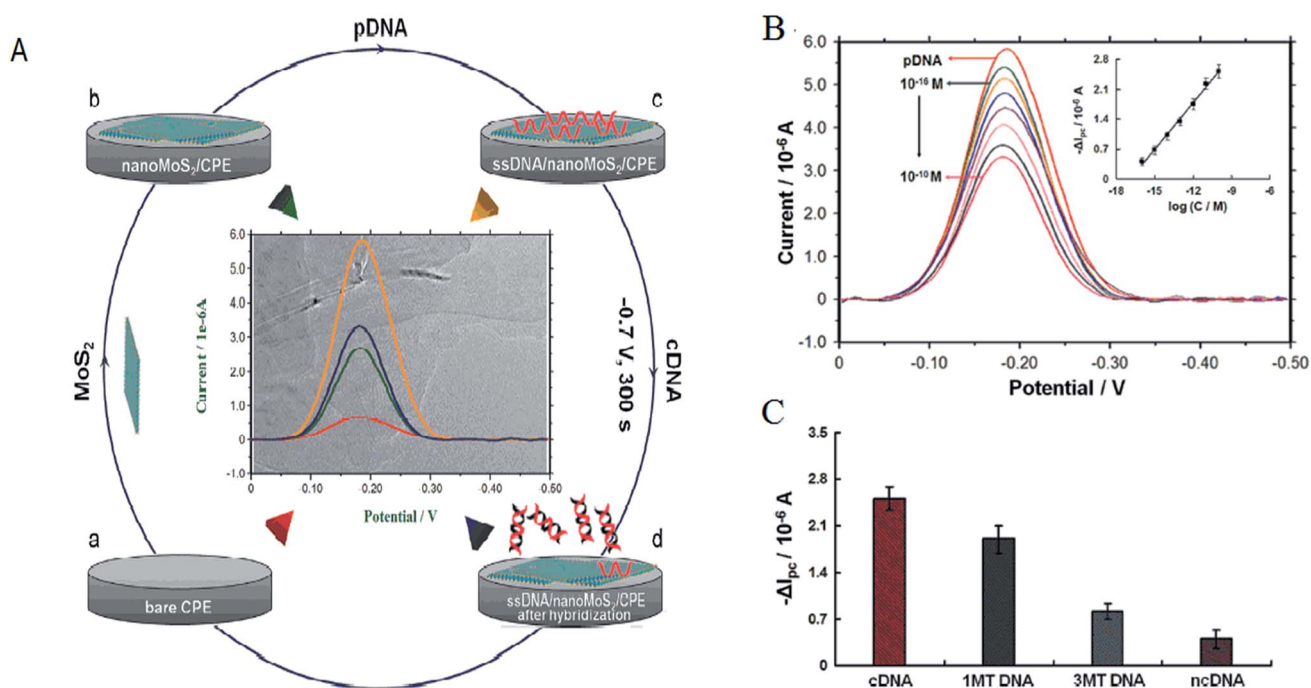 A
pDNA
b
nanoMoS₂/CPE
c
ssDNA/nanoMoS₂/CPE
MoS₂
cDNA
-0.7 V, 300 s
6.0
5.0
4.0
3.0
2.0
1.0
0
-1.0
Current / 1e-6A
0
-0.10
-0.20
-0.30
-0.40
-0.50
Potential / V
a
bare CPE
d
ssDNA/nanoMoS₂/CPE
after hybridization
B
6.0
5.0
4.0
3.0
2.0
1.0
0
-1.0
Current / 10⁻⁶ A
pDNA
10⁻¹⁶ M
10⁻¹⁰ M
0
-0.10
-0.20
-0.30
-0.40
-0.50
Potential / V
2.8
2.1
1.4
0.7
0
-ΔIpc / 10⁻⁶ A
-18
-15
-12
-9
-6
log (C / M)
C
3.5
2.8
2.1
1.4
0.7
0
-ΔIpc / 10⁻⁶ A
cDNA
1MT DNA
3MT DNA
ncDNA